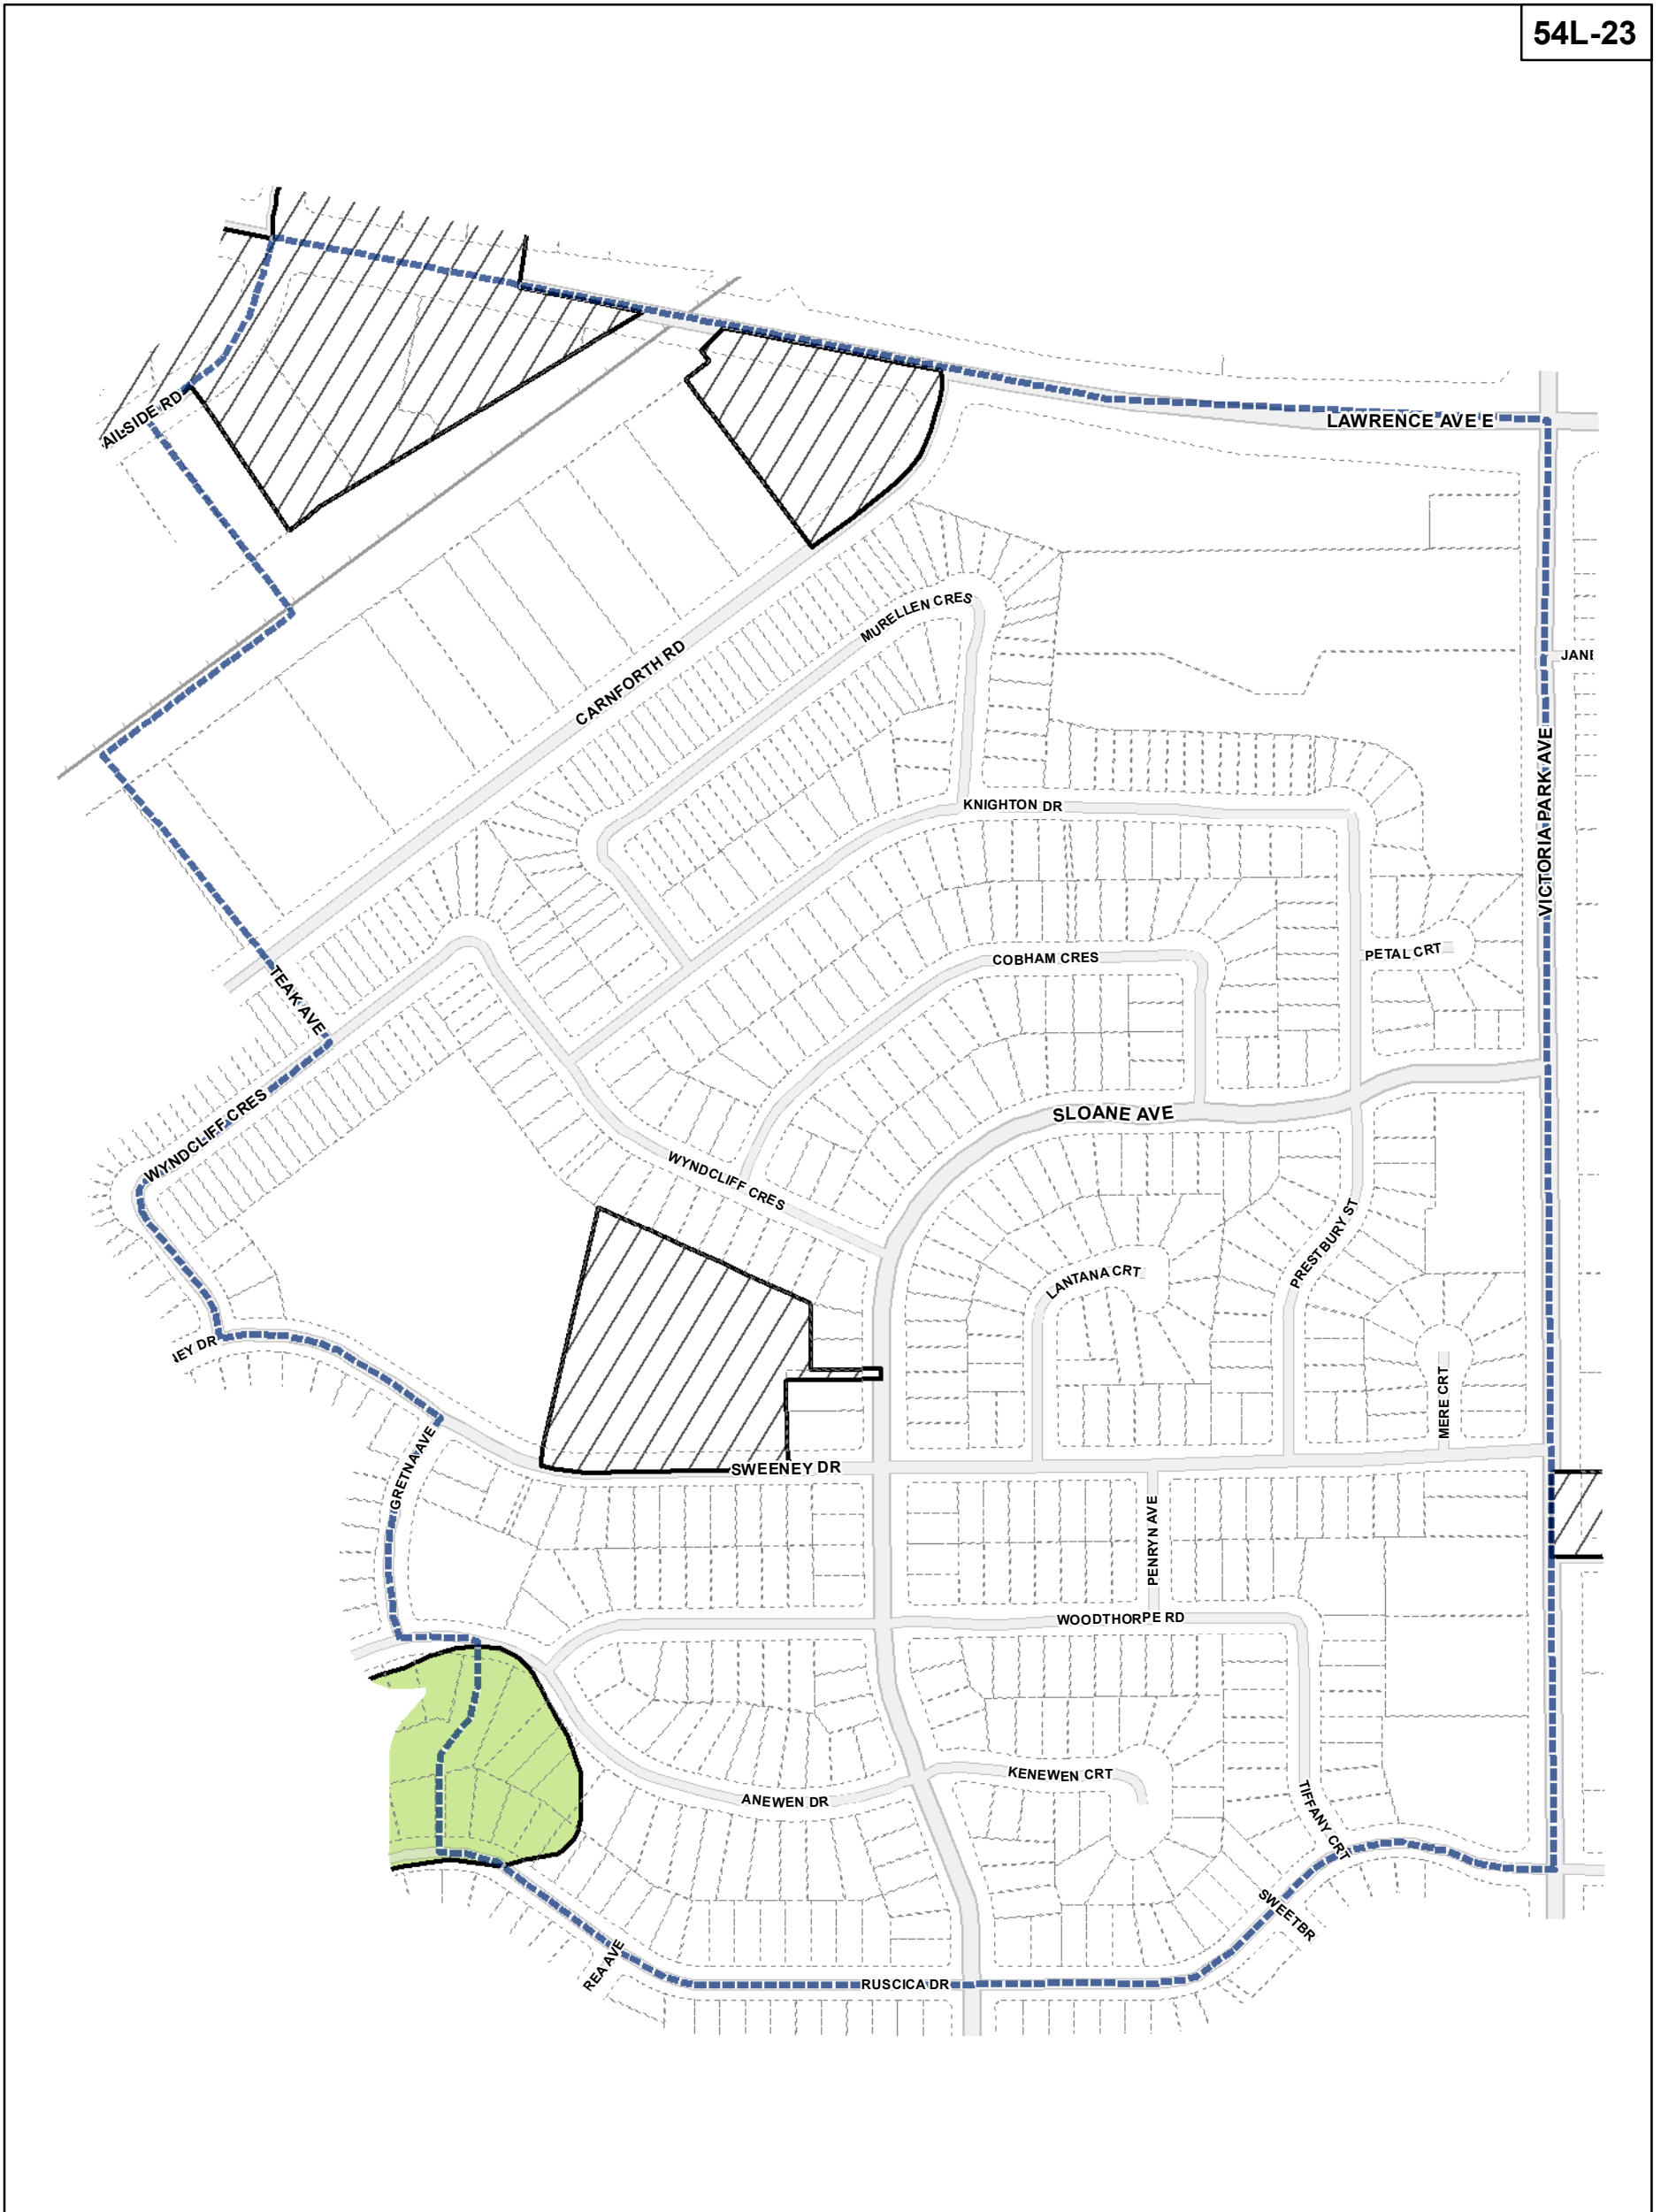 54L-23
AILSIDE RD
LAWRENCE AVE E
MURELLEN CRES
CARNFORTH RD
JANE
VICTORIA PARK AVE
KNIGHTON DR
PETAL CRT
COBHAM CRES
TEAK AVE
SLOANE AVE
WYNDCLIFF CRES
WYNDCLIFF CRES
PRESTBURY ST
LANTANA CRT
NEY DR
MERE CRT
GRETNA AVE
SWEENEY DR
PENRYN AVE
WOODTHORPE RD
KENEWEN CRT
ANEWEN DR
TIFFANY CRT
SWEETBR
REA AVE
RUSCICA DR